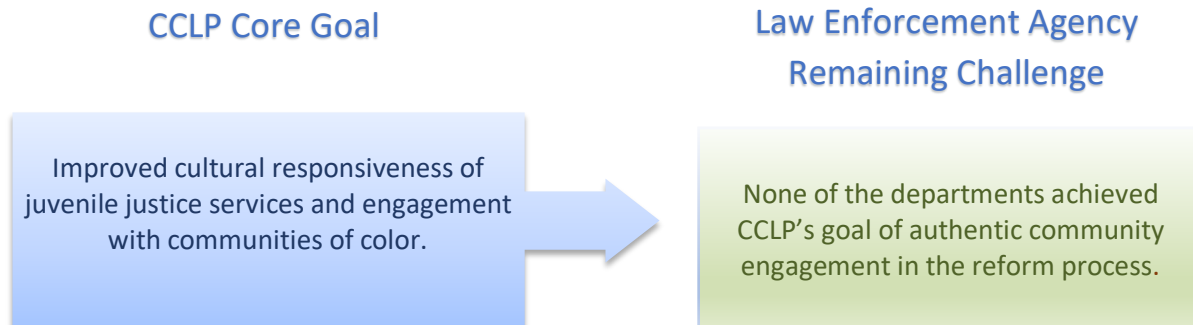 CCLP Core Goal
Law Enforcement Agency
Remaining Challenge
Improved cultural responsiveness of
juvenile justice services and engagement
with communities of color.
None of the departments achieved
CCLP’s goal of authentic community
engagement in the reform process.